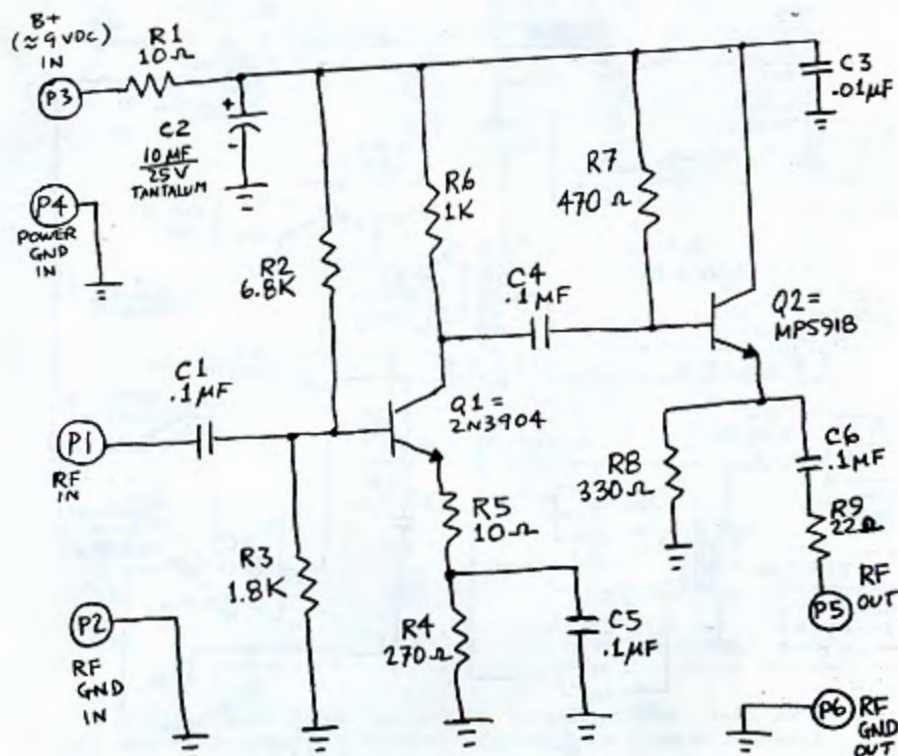 B+
(≈9VDC)
IN
P3
R1
10Ω
C2
10µF
25V
TANTALUM
+
-
P4
POWER
GND
IN
R2
6.8K
R6
1K
R7
470Ω
C3
.01µF
C4
.1µF
Q2=
MPS918
C1
.1µF
P1
RF
IN
Q1=
2N3904
R5
10Ω
R3
1.8K
R4
270Ω
C5
.1µF
R8
330Ω
C6
.1µF
R9
22Ω
RF
OUT
P5
P2
RF
GND
IN
P6
RF
GND
OUT